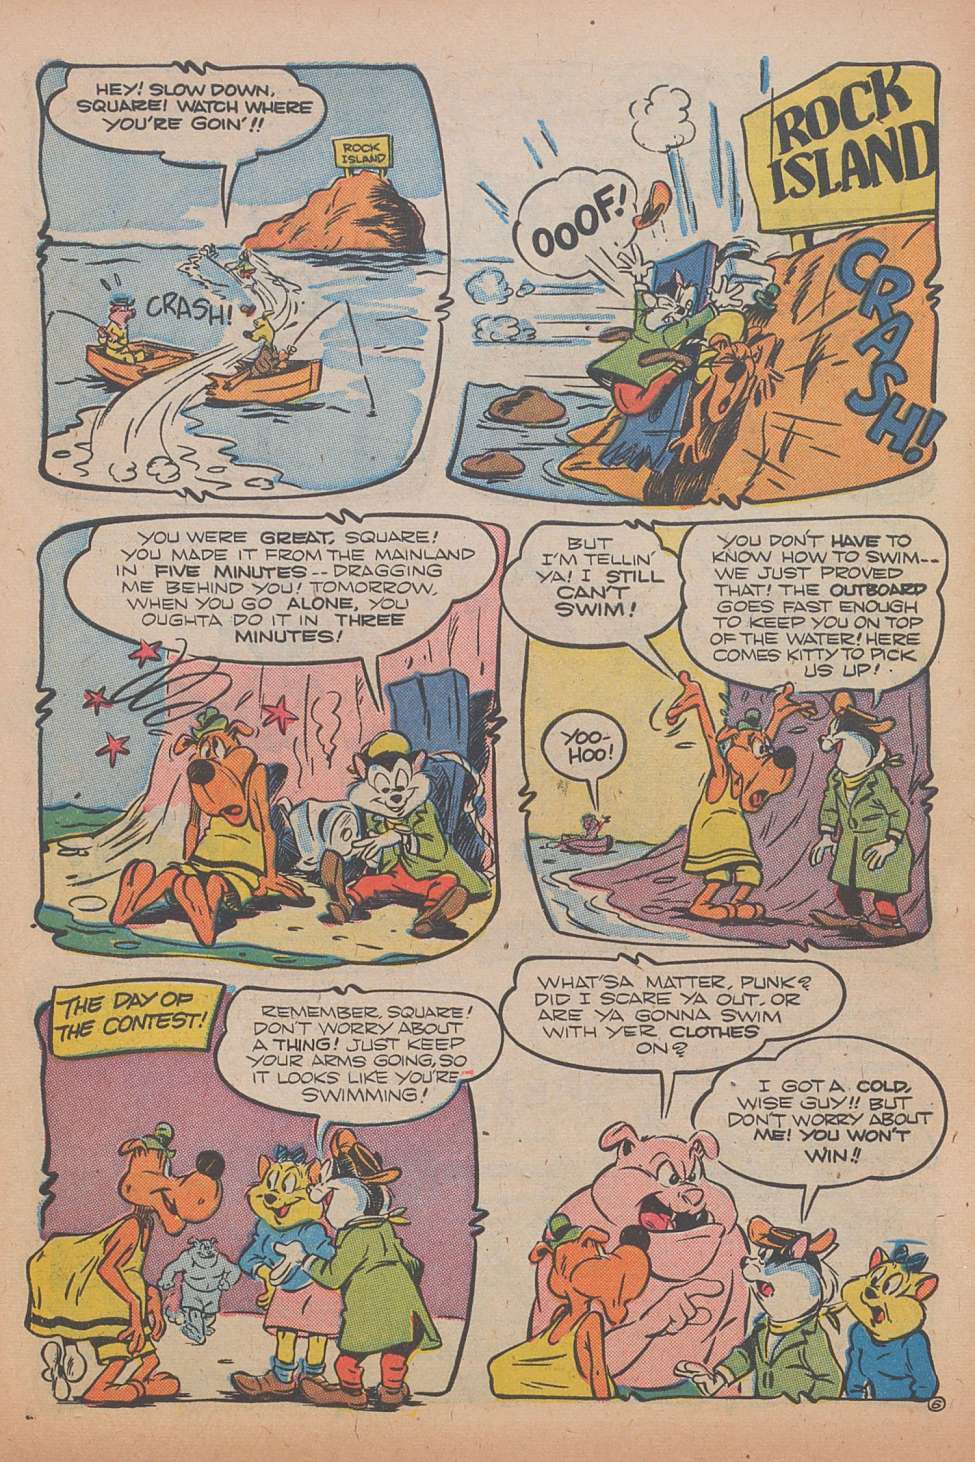 HEY! SLOW DOWN,
SQUARE! WATCH WHERE
YOU'RE GOIN'!!
ROCK
ISLAND
CRASH!
OOOF!
ROCK
ISLAND
CRASH!
YOU WERE GREAT, SQUARE!
YOU MADE IT FROM THE MAINLAND
IN FIVE MINUTES -- DRAGGING
ME BEHIND YOU! TOMORROW,
WHEN YOU GO ALONE, YOU
OUGHTA DO IT IN THREE
MINUTES!
BUT
I'M TELLIN'
YA! I STILL
CAN'T
SWIM!
YOU DON'T HAVE TO
KNOW HOW TO SWIM--
WE JUST PROVED
THAT! THE OUTBOARD
GOES FAST ENOUGH
TO KEEP YOU ON TOP
OF THE WATER! HERE
COMES KITTY TO PICK
US UP!
YOO-
HOO!
THE DAY OF
THE CONTEST!
REMEMBER, SQUARE!
DON'T WORRY ABOUT
A THING! JUST KEEP
YOUR ARMS GOING, SO
IT LOOKS LIKE YOU'RE
SWIMMING!
WHAT'SA MATTER, PUNK?
DID I SCARE YA OUT, OR
ARE YA GONNA SWIM
WITH YER CLOTHES
ON?
I GOT A COLD,
WISE GUY!! BUT
DON'T WORRY ABOUT
ME! YOU WON'T
WIN!!
6